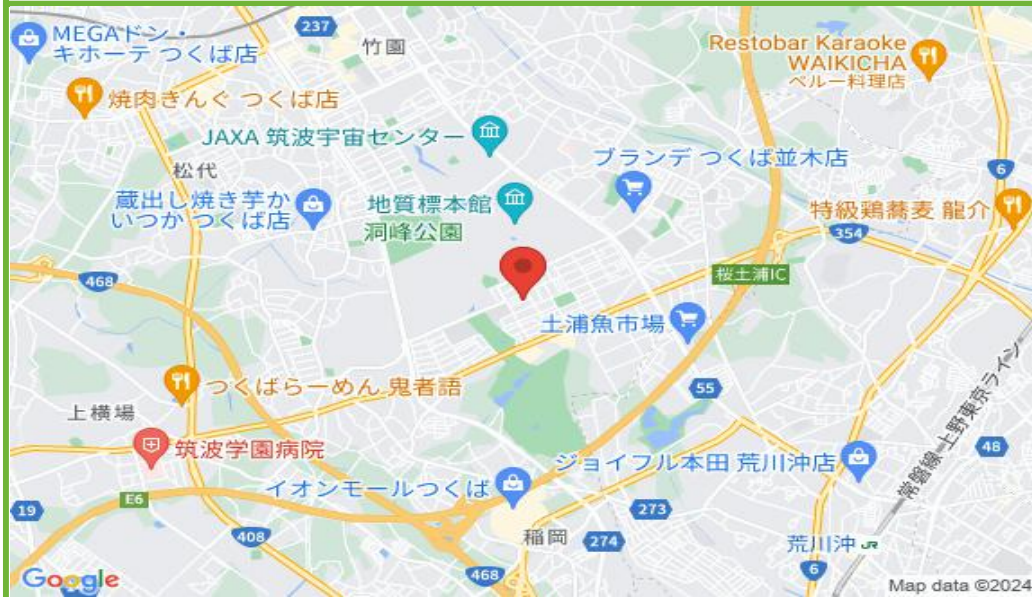 MEGAドン・
キホーテ つくば店
237
竹園
Restobar Karaoke
WAIKICHA
ペルー料理店
焼肉きんぐ つくば店
JAXA 筑波宇宙センター
松代
ブランデ つくば並木店
6
蔵出し焼き芋か
いつか つくば店
地質標本館
洞峰公園
特級鶏蕎麦 龍介
354
468
桜土浦IC
土浦魚市場
つくばらーめん 鬼者語
55
上横場
筑波学園病院
常磐線-上野東京ライン
48
ジョイフル本田 荒川沖店
イオンモールつくば
E6
19
273
408
稲岡
274
荒川沖 JR
468
6
Google
Map data ©2024